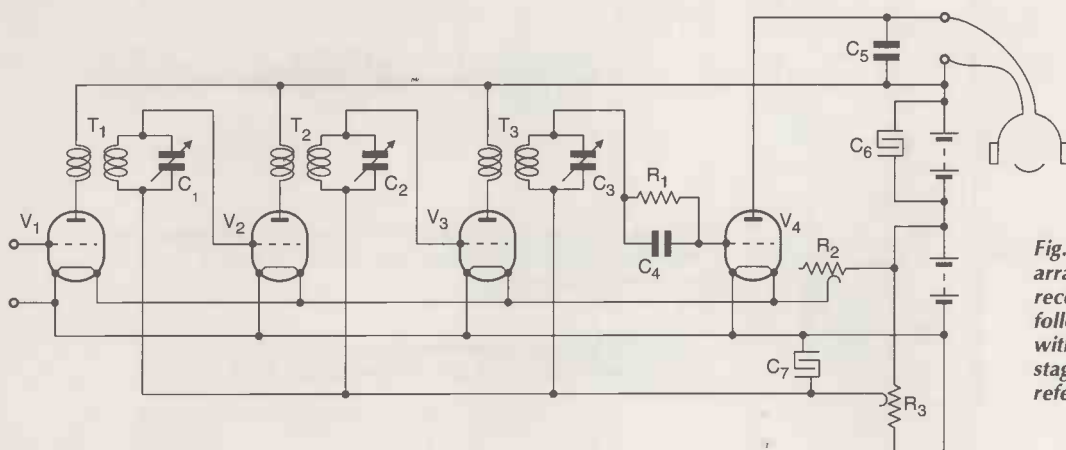 C5
T1
T2
T3
C6
C1
C2
C3
R1
V1
V2
V3
V4
C4
R2
Fig.
arra
rece
follo
with
stag
refe
C7
R3